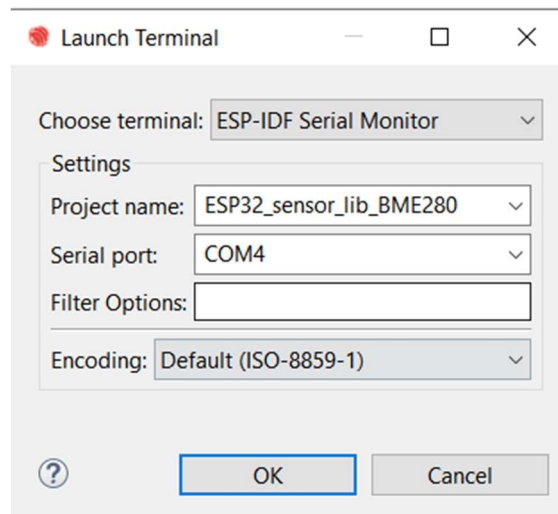 Launch Terminal
Choose terminal: ESP-IDF Serial Monitor
Settings
Project name: ESP32_sensor_lib_BME280
Serial port: COM4
Filter Options:
Encoding: Default (ISO-8859-1)
? OK Cancel